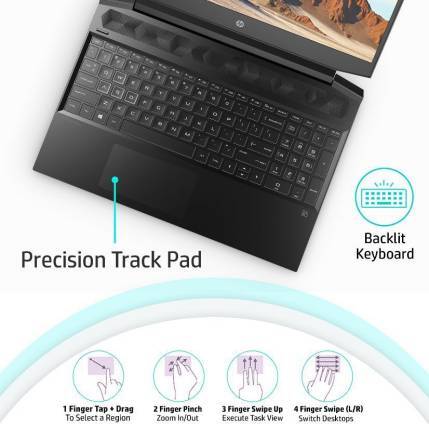 hp
Precision Track Pad
Backlit
Keyboard
1 Finger Tap + Drag
To Select a Region
2 Finger Pinch
Zoom In/Out
3 Finger Swipe Up
Execute Task View
4 Finger Swipe (L/R)
Switch Desktops